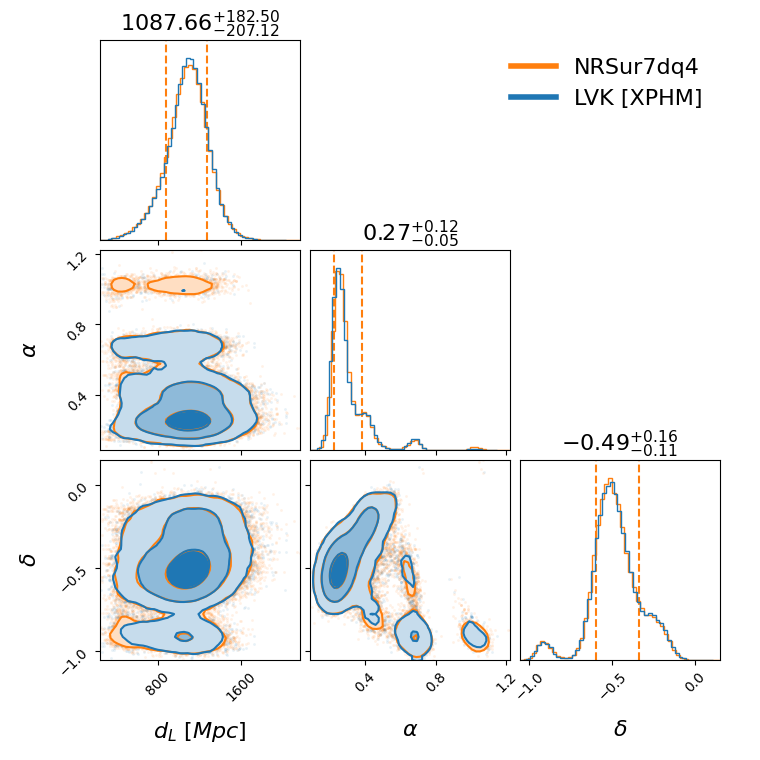 1087.66^{+182.50}_{-207.12}
NRSur7dq4
LVK [XPHM]
0.27^{+0.12}_{-0.05}
1.2
0.8
0.4
α
−0.49^{+0.16}_{-0.11}
0.0
−0.5
−1.0
δ
800
1600
0.4
0.8
1.2
−1.0
−0.5
0.0
d_L [Mpc]
α
δ